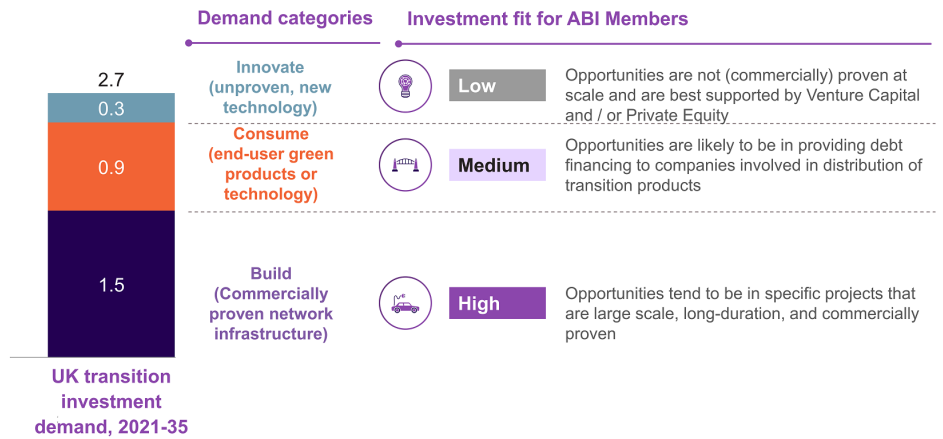 Demand categories
Investment fit for ABI Members
2.7
0.3
0.9
1.5
UK transition
investment
demand, 2021-35
Innovate
(unproven, new
technology)
Low
Opportunities are not (commercially) proven at
scale and are best supported by Venture Capital
and / or Private Equity
Consume
(end-user green
products or
technology)
Medium
Opportunities are likely to be in providing debt
financing to companies involved in distribution of
transition products
Build
(Commercially
proven network
infrastructure)
High
Opportunities tend to be in specific projects that
are large scale, long-duration, and commercially
proven